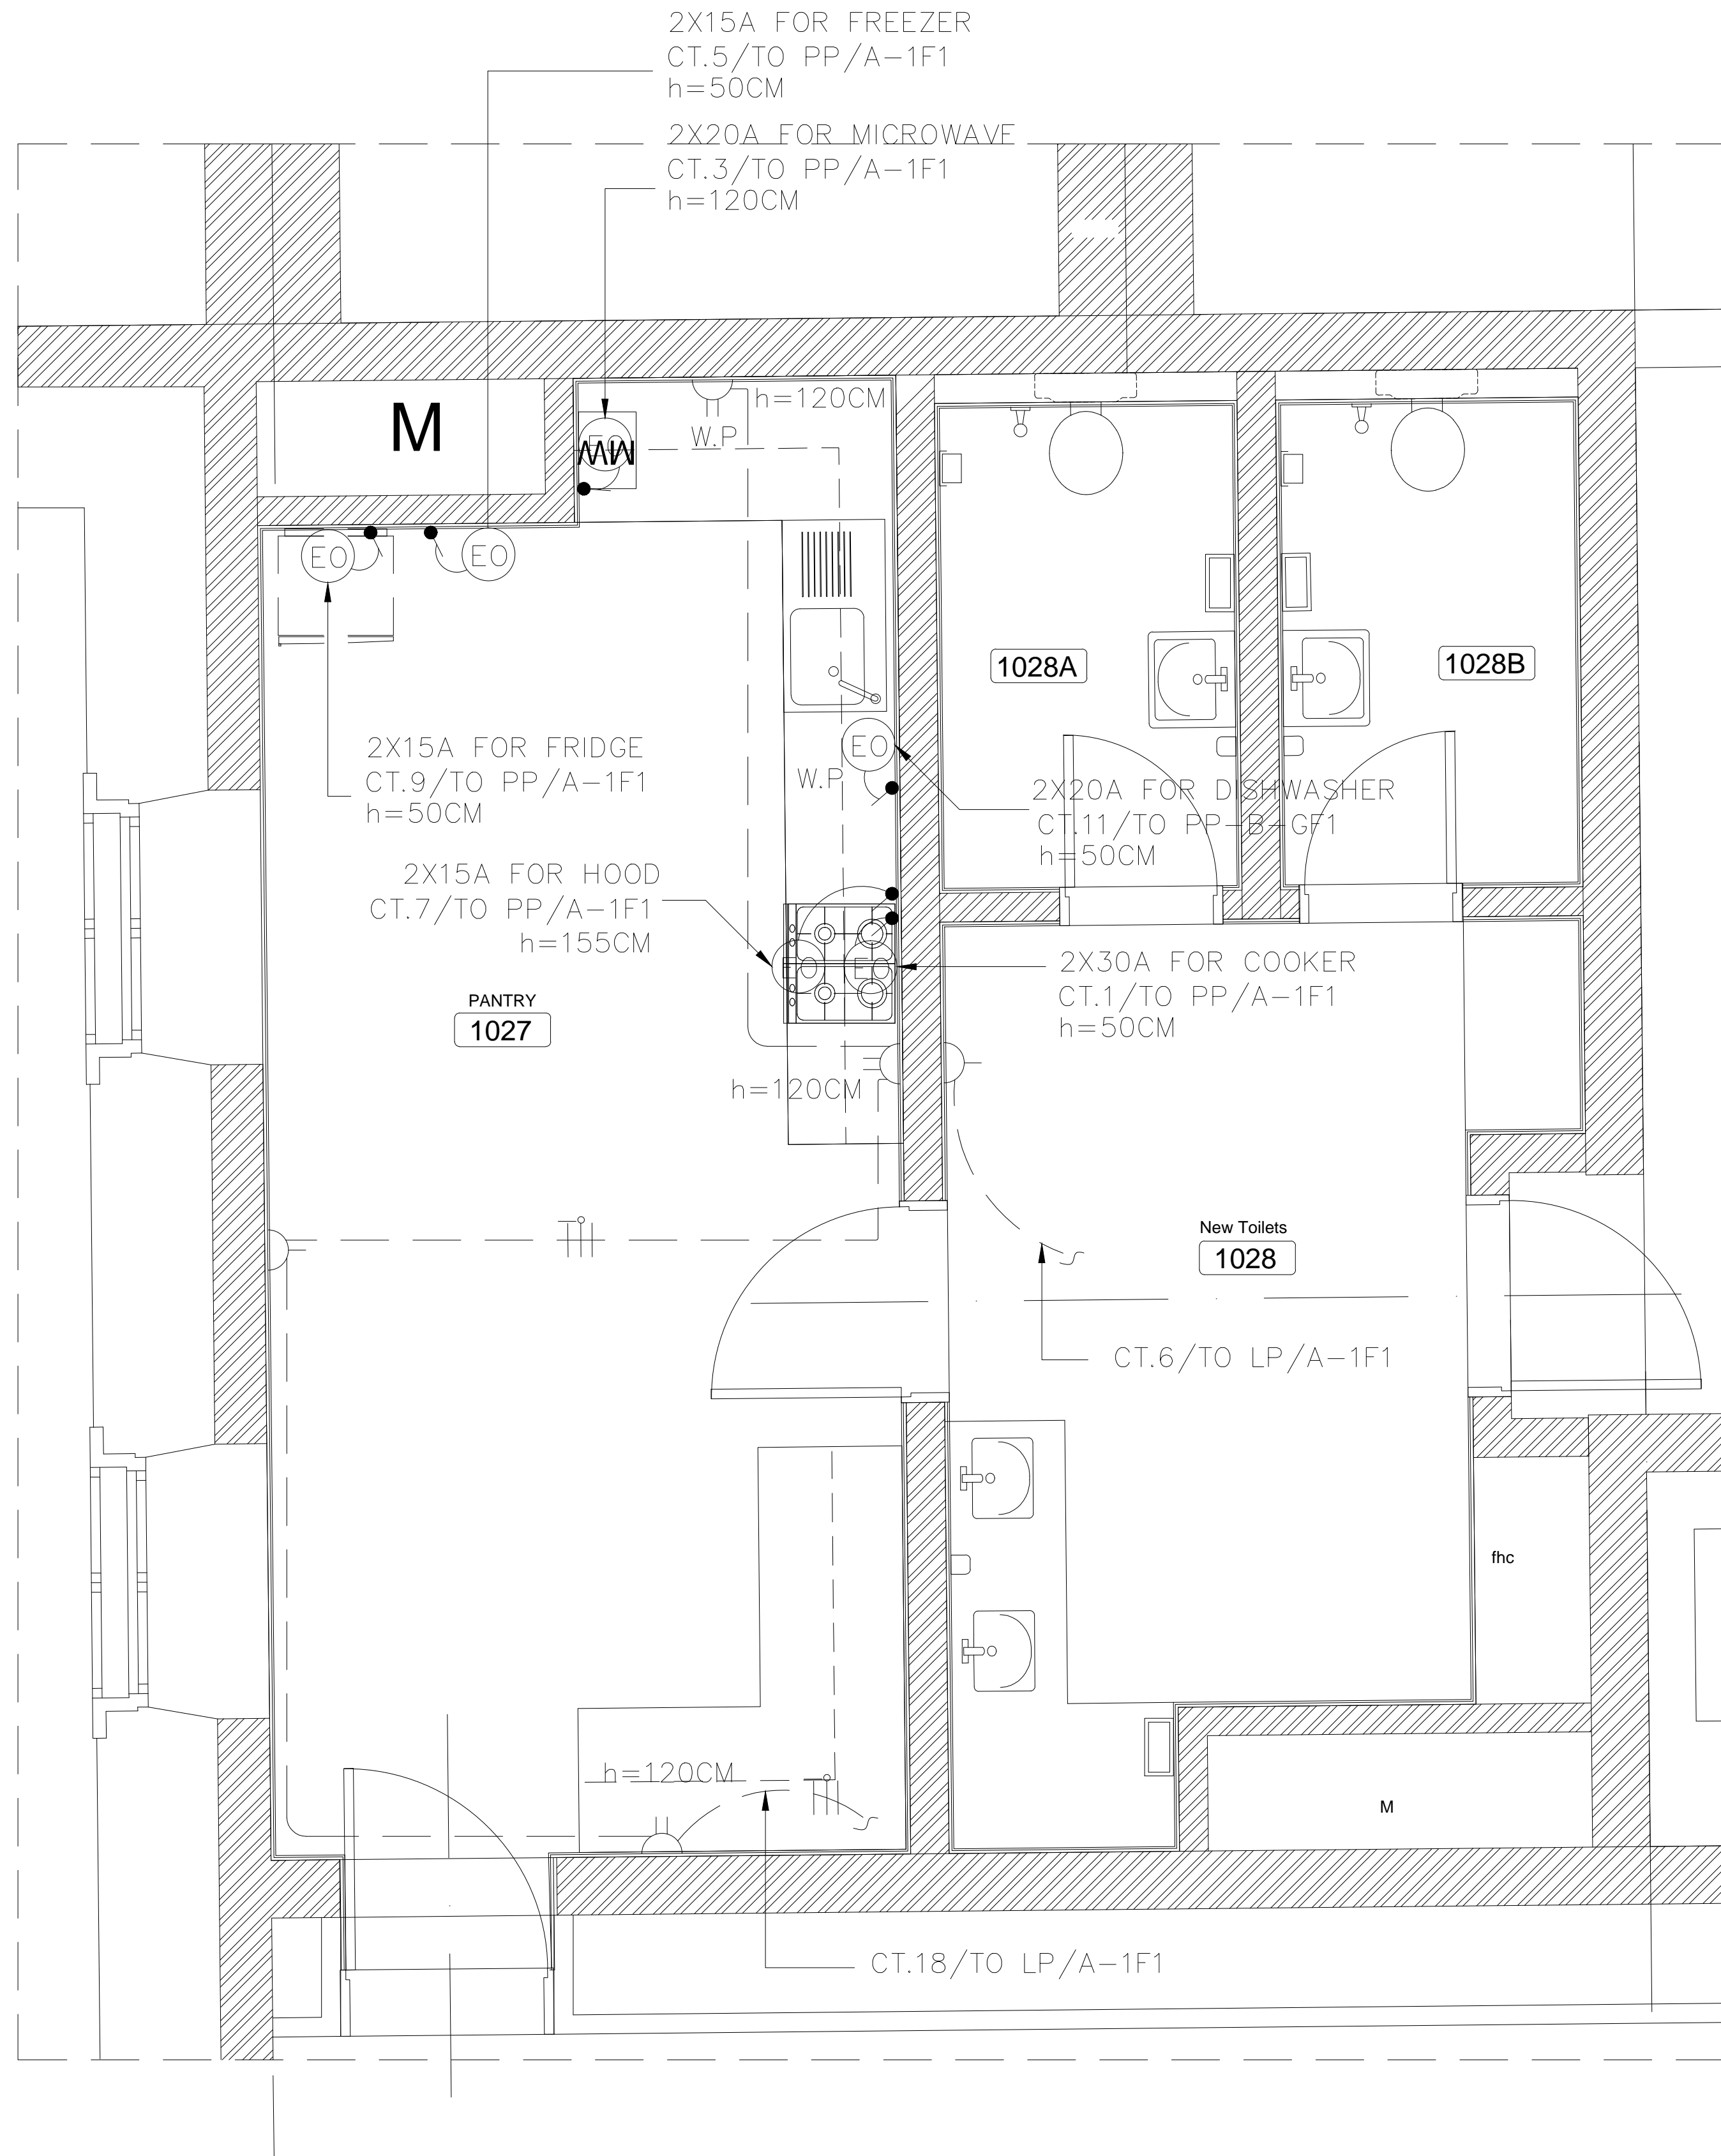 2X15A FOR FREEZER
CT.5/TO PP/A-1F1
h=50CM
2X20A FOR MICROWAVE
CT.3/TO PP/A-1F1
h=120CM
M
h=120CM
W.P
EO
MW
EO
EO
1028A
1028B
2X15A FOR FRIDGE
CT.9/TO PP/A-1F1
h=50CM
EO
W.P
2X20A FOR DISHWASHER
CT.11/TO PP-B-GF1
h=50CM
2X15A FOR HOOD
CT.7/TO PP/A-1F1
h=155CM
EO
EO
2X30A FOR COOKER
CT.1/TO PP/A-1F1
h=50CM
PANTRY
1027
h=120CM
New Toilets
1028
CT.6/TO LP/A-1F1
fhc
h=120CM
M
CT.18/TO LP/A-1F1